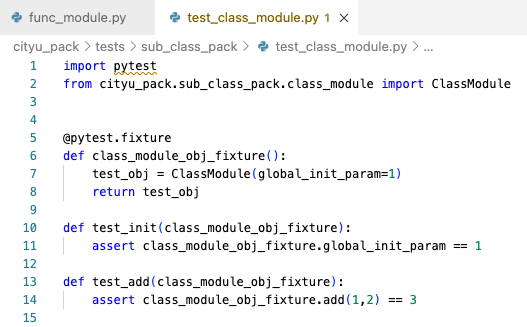 func_module.py test_class_module.py 1 ×
cityu_pack > tests > sub_class_pack > test_class_module.py > ...
1 import pytest
2 from cityu_pack.sub_class_pack.class_module import ClassModule
3
4
5 @pytest.fixture
6 def class_module_obj_fixture():
7     test_obj = ClassModule(global_init_param=1)
8     return test_obj
9
10 def test_init(class_module_obj_fixture):
11     assert class_module_obj_fixture.global_init_param == 1
12
13 def test_add(class_module_obj_fixture):
14     assert class_module_obj_fixture.add(1,2) == 3
15